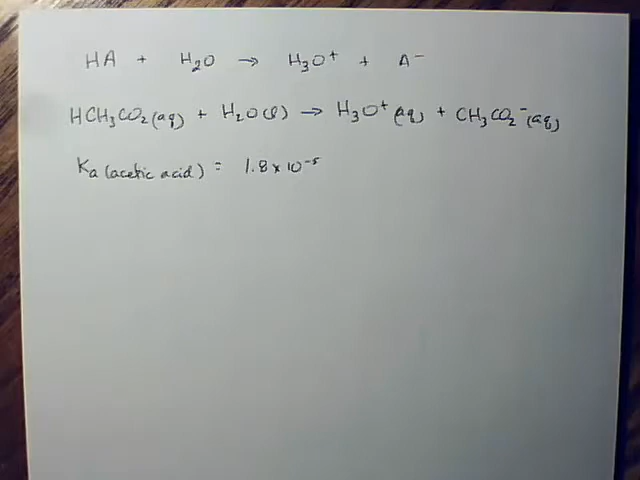 HA + H₂O → H₃O⁺ + A⁻
HCH₃CO₂(aq) + H₂O(l) → H₃O⁺(aq) + CH₃CO₂⁻(aq)
Ka (acetic acid) = 1.8 × 10⁻⁵